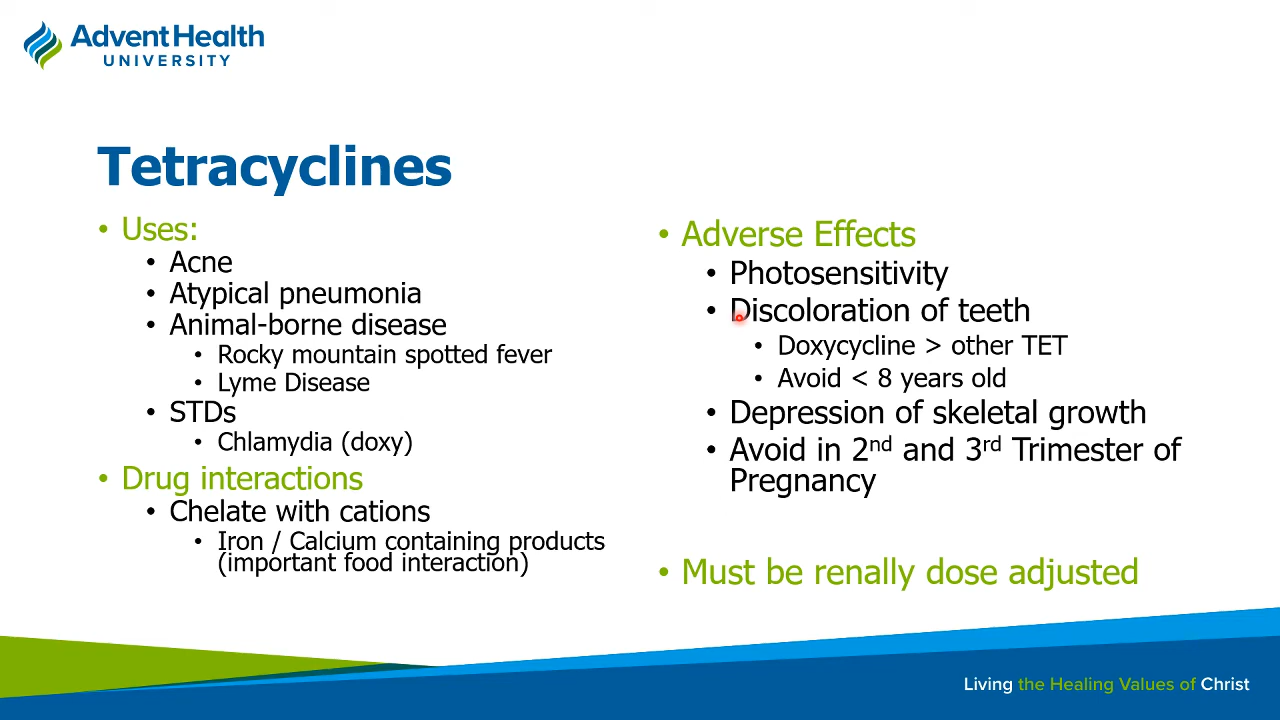 AdventHealth
UNIVERSITY
Tetracyclines
• Uses:
• Acne
• Atypical pneumonia
• Animal-borne disease
• Rocky mountain spotted fever
• Lyme Disease
• STDs
• Chlamydia (doxy)
• Drug interactions
• Chelate with cations
• Iron / Calcium containing products
(important food interaction)
• Adverse Effects
• Photosensitivity
• Discoloration of teeth
• Doxycycline > other TET
• Avoid < 8 years old
• Depression of skeletal growth
• Avoid in 2nd and 3rd Trimester of
Pregnancy
• Must be renally dose adjusted
Living the Healing Values of Christ